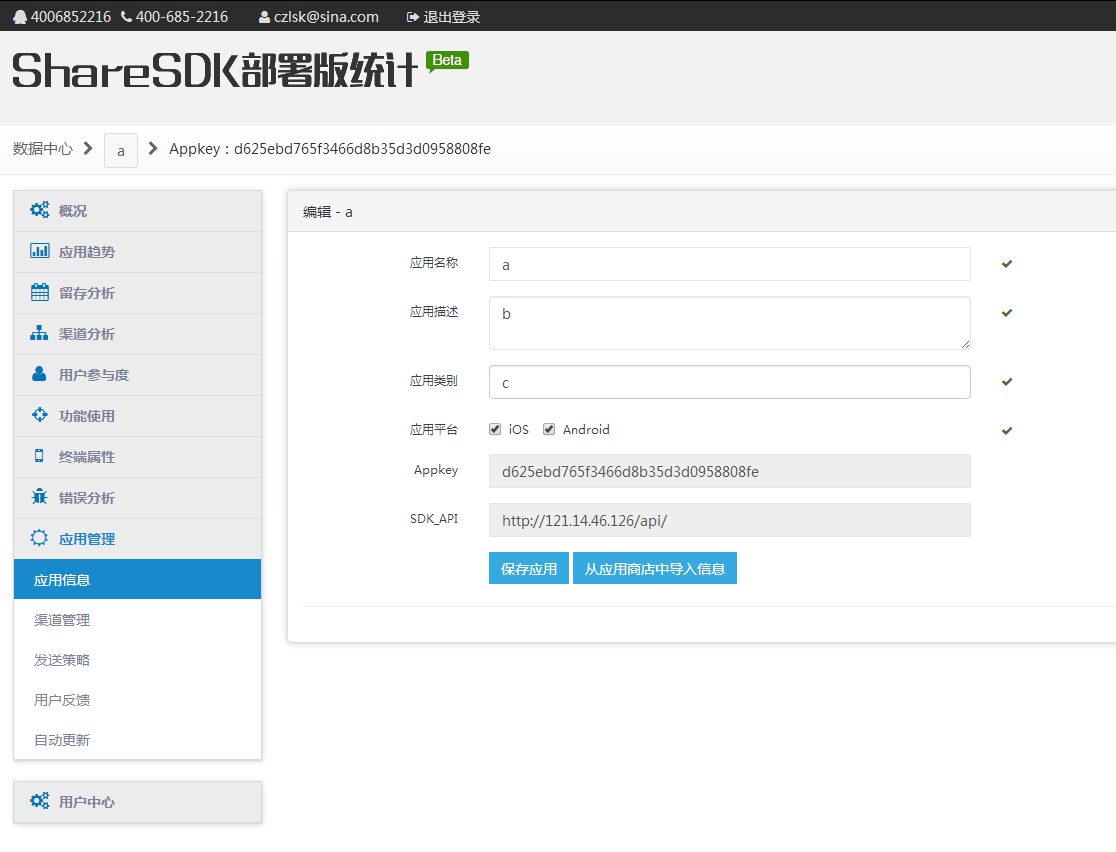 4006852216 400-685-2216 czlsk@sina.com 退出登录
ShareSDK部署版统计 Beta
数据中心 a Appkey：d625ebd765f3466d8b35d3d0958808fe
概况
应用趋势
留存分析
渠道分析
用户参与度
功能使用
终端属性
错误分析
应用管理
应用信息
渠道管理
发送策略
用户反馈
自动更新
用户中心
编辑 - a
应用名称 a
应用描述 b
应用类别 c
应用平台 iOS Android
Appkey d625ebd765f3466d8b35d3d0958808fe
SDK_API http://121.14.46.126/api/
保存应用 从应用商店中导入信息